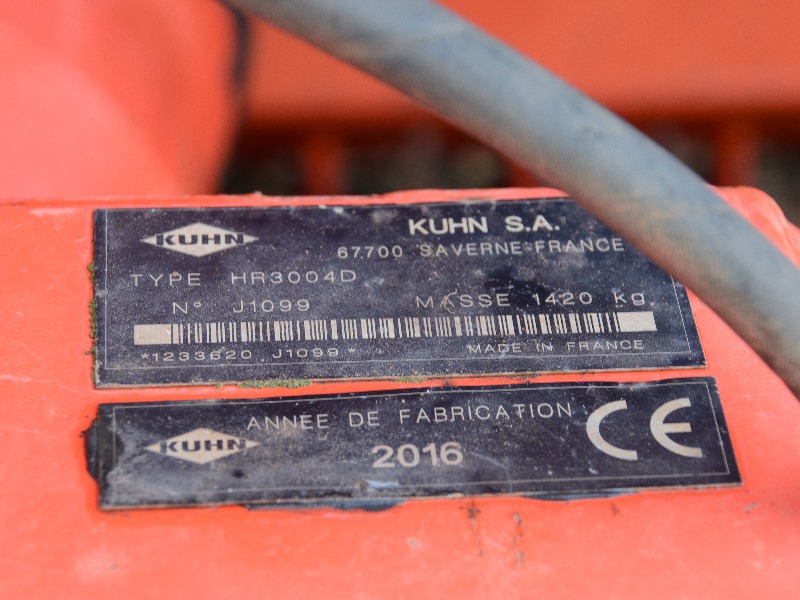 KUHN
KUHN S.A.
67700 SAVERNE-FRANCE
TYPE HR3004D
N° J1099 MASSE 1420 kg
*1233620 J1099* MADE IN FRANCE
KUHN
ANNÉE DE FABRICATION
2016
CE